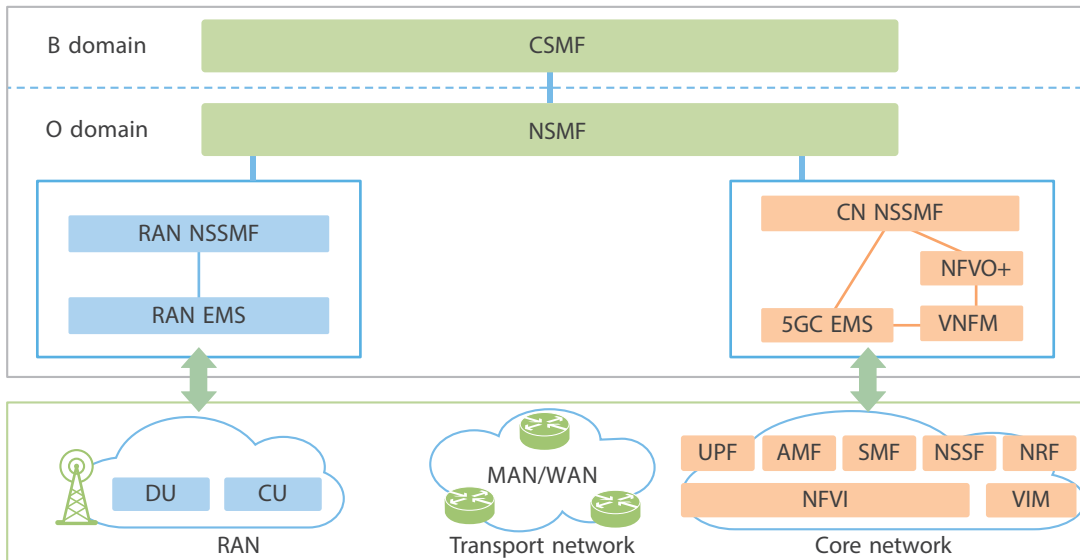 B domain
CSMF
O domain
NSMF
RAN NSSMF
RAN EMS
CN NSSMF
NFVO+
5GC EMS
VNFM
DU
CU
RAN
MAN/WAN
Transport network
UPF
AMF
SMF
NSSF
NRF
NFVI
VIM
Core network